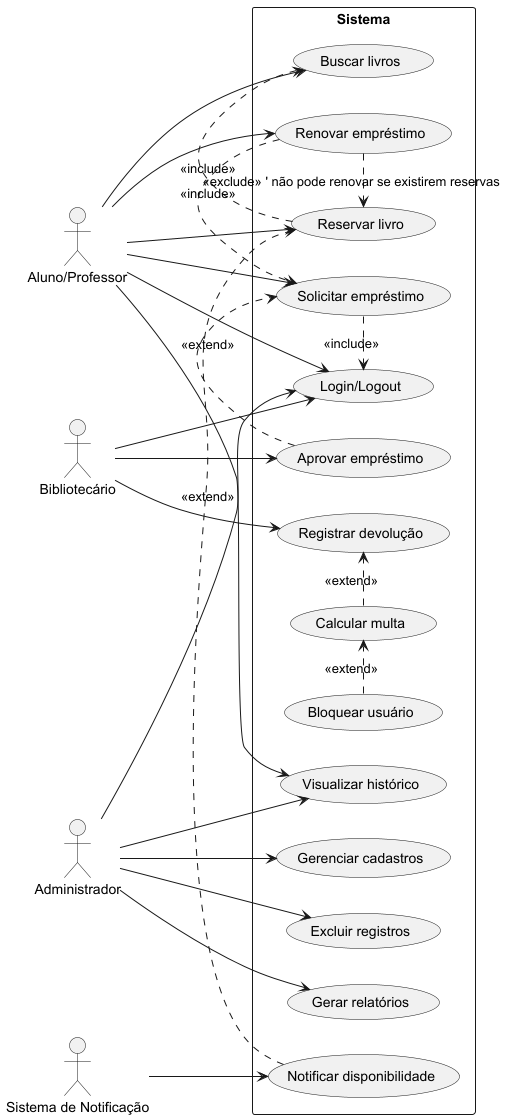 Sistema
Buscar livros
Renovar empréstimo
«include»
«exclude» ' não pode renovar se existirem reservas
«include»
Reservar livro
Aluno/Professor
Solicitar empréstimo
«extend»
«include»
Login/Logout
Aprovar empréstimo
Bibliotecário
«extend»
Registrar devolução
«extend»
Calcular multa
«extend»
Bloquear usuário
Visualizar histórico
Gerenciar cadastros
Administrador
Excluir registros
Gerar relatórios
Notificar disponibilidade
Sistema de Notificação